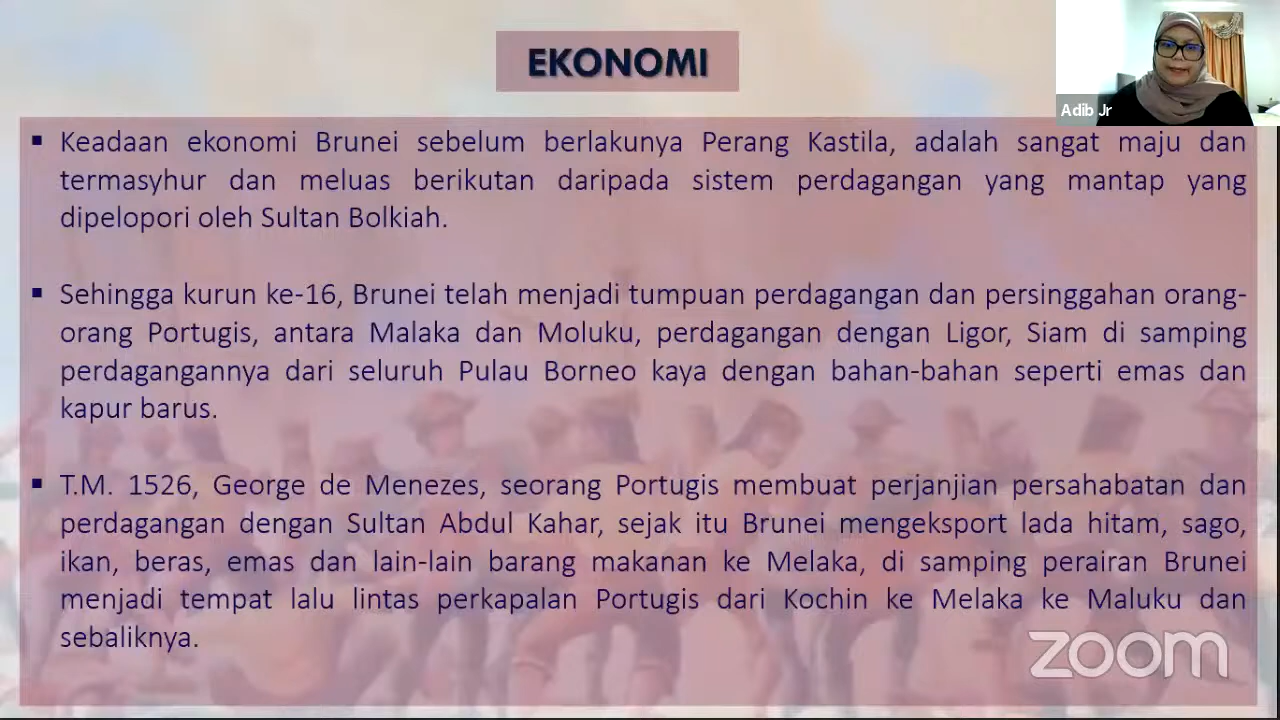 EKONOMI
Adib Jr
▪ Keadaan ekonomi Brunei sebelum berlakunya Perang Kastila, adalah sangat maju dan
termasyhur dan meluas berikutan daripada sistem perdagangan yang mantap yang
dipelopori oleh Sultan Bolkiah.
▪ Sehingga kurun ke-16, Brunei telah menjadi tumpuan perdagangan dan persinggahan orang-
orang Portugis, antara Malaka dan Moluku, perdagangan dengan Ligor, Siam di samping
perdagangannya dari seluruh Pulau Borneo kaya dengan bahan-bahan seperti emas dan
kapur barus.
▪ T.M. 1526, George de Menezes, seorang Portugis membuat perjanjian persahabatan dan
perdagangan dengan Sultan Abdul Kahar, sejak itu Brunei mengeksport lada hitam, sago,
ikan, beras, emas dan lain-lain barang makanan ke Melaka, di samping perairan Brunei
menjadi tempat lalu lintas perkapalan Portugis dari Kochin ke Melaka ke Maluku dan
sebaliknya.
zoom